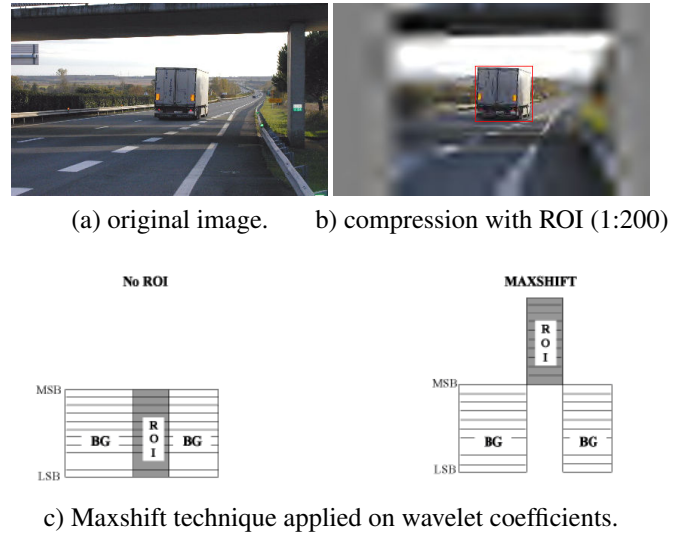 (a) original image.
b) compression with ROI (1:200)
No ROI
MAXSHIFT
MSB
BG
R
O
I
BG
LSB
R
O
I
MSB
BG
BG
LSB
c) Maxshift technique applied on wavelet coefficients.